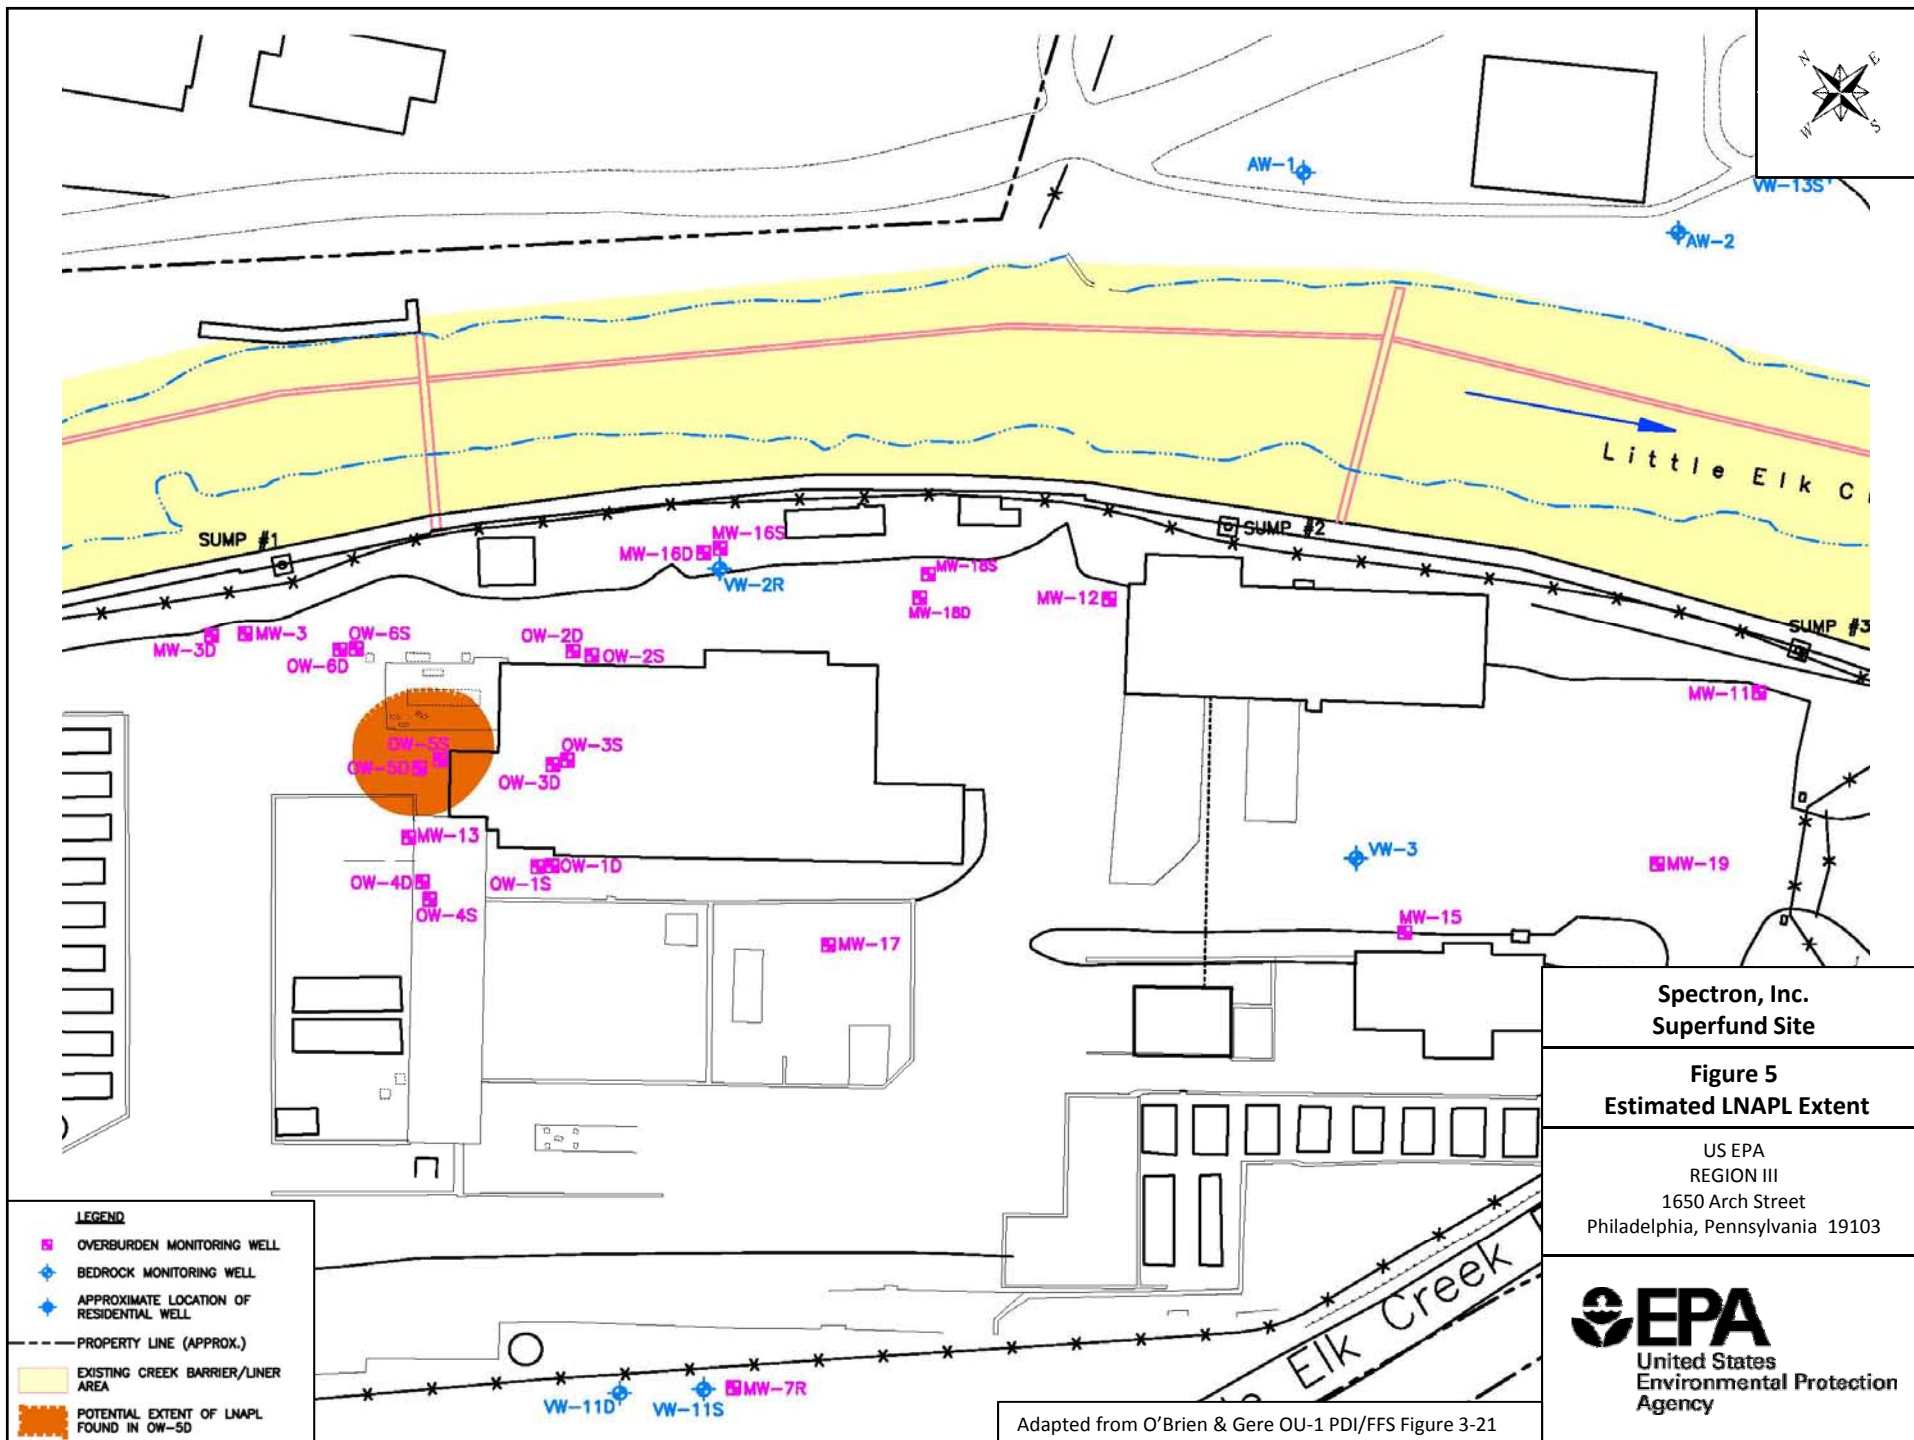 N
E
W
S
AW-1
VW-13S
AW-2
Little Elk C
SUMP #1
MW-16S
MW-16D
VW-2R
SUMP #2
MW-18S
MW-18D
MW-12
SUMP #3
MW-3
MW-3D
OW-6S
OW-6D
OW-2D
OW-2S
MW-11
OW-5S
OW-5D
OW-3S
OW-3D
MW-13
VW-3
MW-19
OW-1D
OW-1S
OW-4D
OW-4S
MW-15
MW-17
Elk Creek
VW-11D
VW-11S
MW-7R
LEGEND
OVERBURDEN MONITORING WELL
BEDROCK MONITORING WELL
APPROXIMATE LOCATION OF
RESIDENTIAL WELL
PROPERTY LINE (APPROX.)
EXISTING CREEK BARRIER/LINER
AREA
POTENTIAL EXTENT OF LNAPL
FOUND IN OW-5D
Spectron, Inc.
Superfund Site
Figure 5
Estimated LNAPL Extent
US EPA
REGION III
1650 Arch Street
Philadelphia, Pennsylvania 19103
EPA
United States
Environmental Protection
Agency
Adapted from O'Brien & Gere OU-1 PDI/FFS Figure 3-21